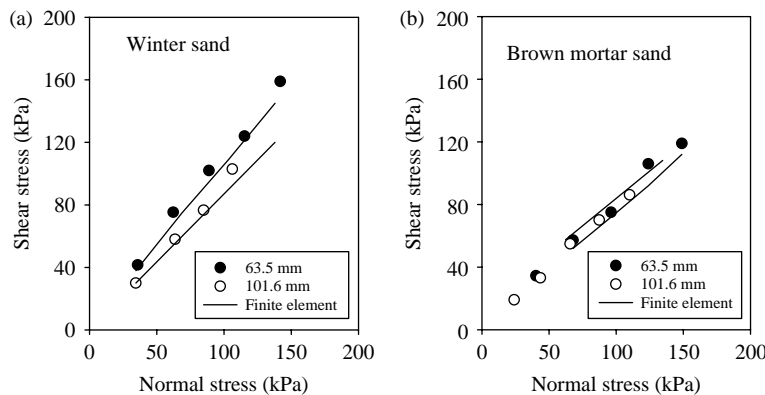 (a)
200
160
120
80
40
0
Shear stress (kPa)
Winter sand
63.5 mm
101.6 mm
Finite element
0 50 100 150 200
Normal stress (kPa)
(b)
200
160
120
80
40
0
Shear stress (kPa)
Brown mortar sand
63.5 mm
101.6 mm
Finite element
0 50 100 150 200
Normal stress (kPa)